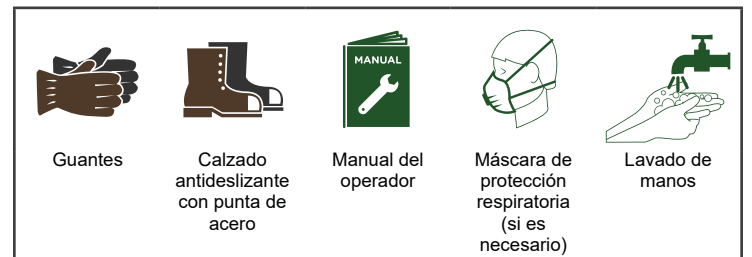 MANUAL
Guantes
Calzado
antideslizante
con punta de
acero
Manual del
operador
Máscara de
protección
respiratoria
(si es
necesario)
Lavado de
manos